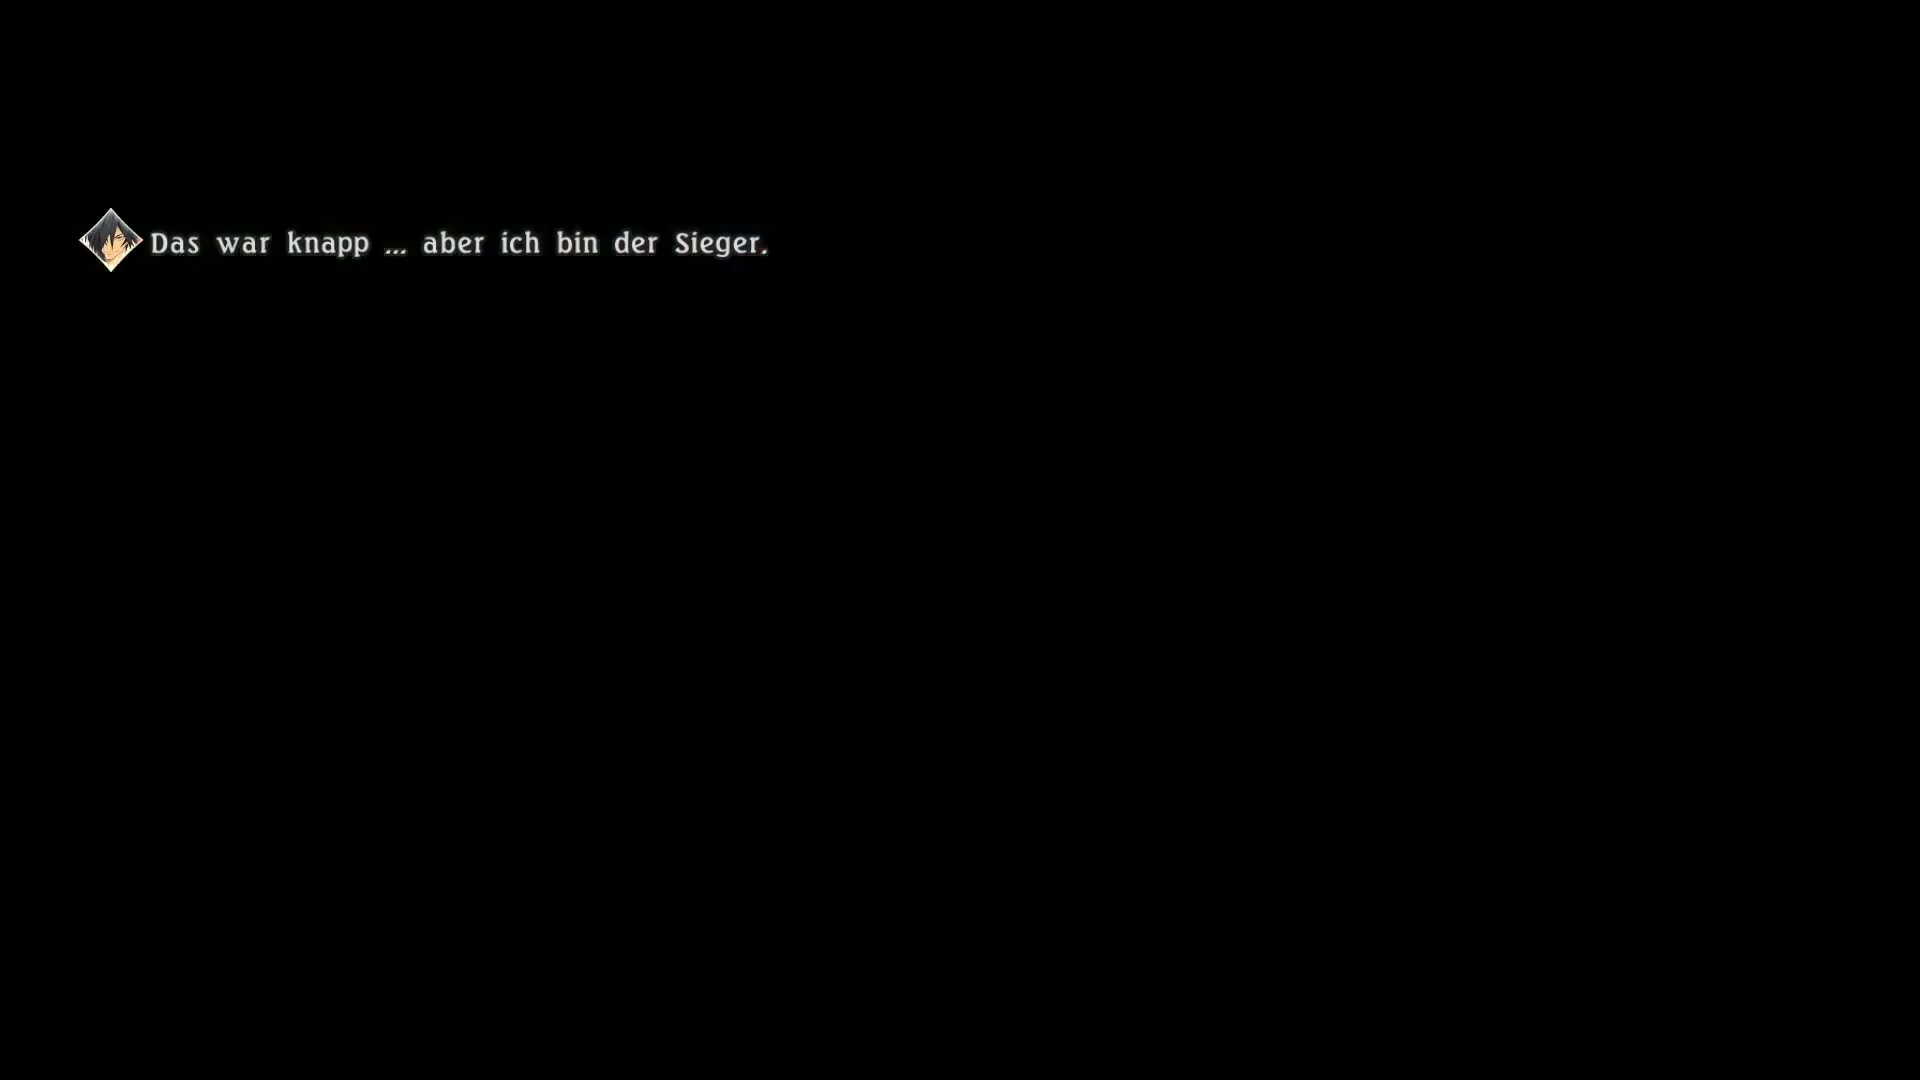 Das war knapp ... aber ich bin der Sieger.